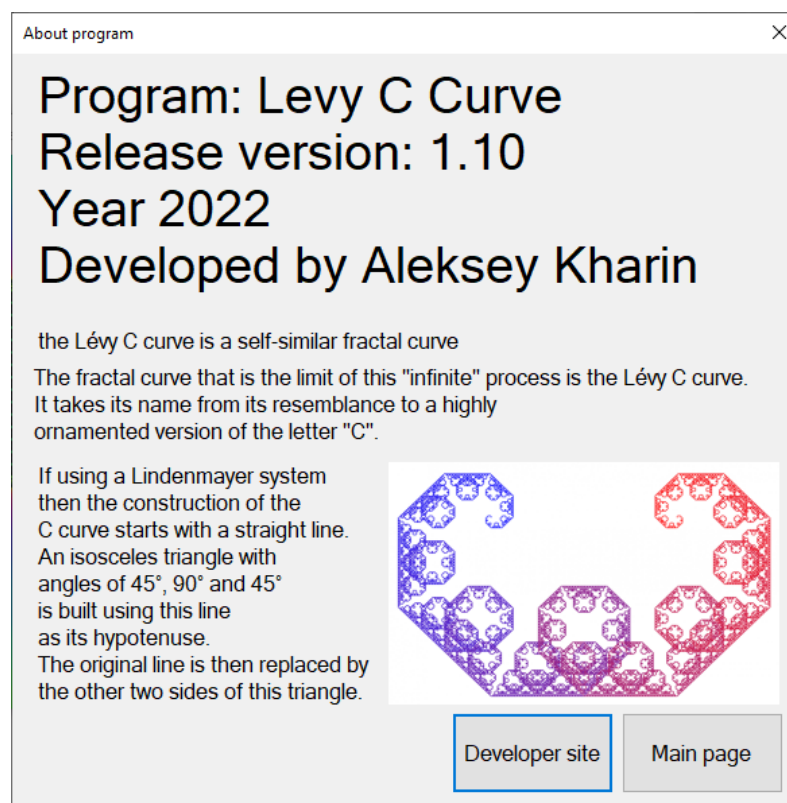 About program
Program: Levy C Curve
Release version: 1.10
Year 2022
Developed by Aleksey Kharin
the Lévy C curve is a self-similar fractal curve
The fractal curve that is the limit of this "infinite" process is the Lévy C curve.
It takes its name from its resemblance to a highly
ornamented version of the letter "C".
If using a Lindenmayer system
then the construction of the
C curve starts with a straight line.
An isosceles triangle with
angles of 45°, 90° and 45°
is built using this line
as its hypotenuse.
The original line is then replaced by
the other two sides of this triangle.
Developer site
Main page